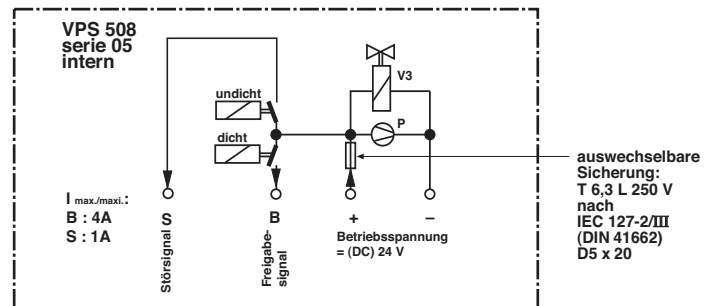 VPS 508
serie 05
intern
V3
undicht
P
dicht
auswechselbare
Sicherung:
T 6,3 L 250 V
nach
IEC 127-2/III
(DIN 41662)
D5 x 20
I max./maxi.:
B : 4A
S : 1A
S
B
+
–
Störsignal
Freigabe-
signal
Betriebsspannung
= (DC) 24 V